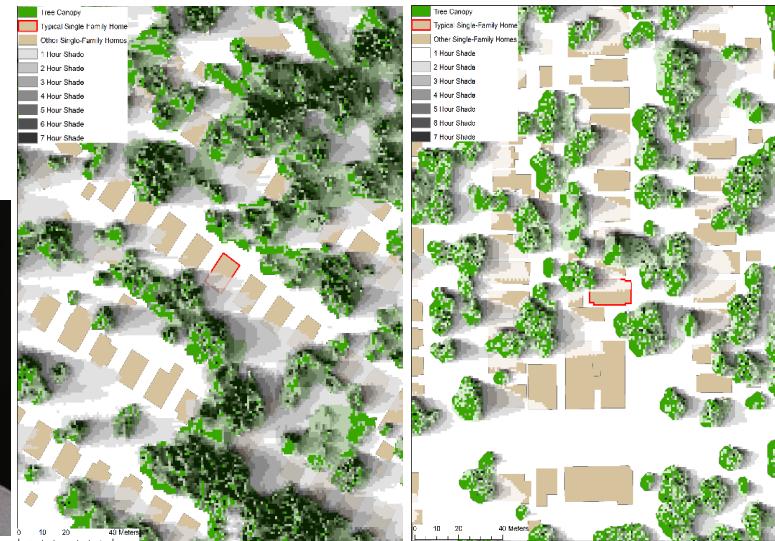 Tree Canopy
Typical Single Family Home
Other Single-Family Homes
1 Hour Shade
2 Hour Shade
3 Hour Shade
4 Hour Shade
5 Hour Shade
6 Hour Shade
7 Hour Shade
0 10 20 40 Meters
Tree Canopy
Typical Single-Family Home
Other Single-Family Homes
1 Hour Shade
2 Hour Shade
3 Hour Shade
4 Hour Shade
5 Hour Shade
6 Hour Shade
7 Hour Shade
0 10 20 40 Meters